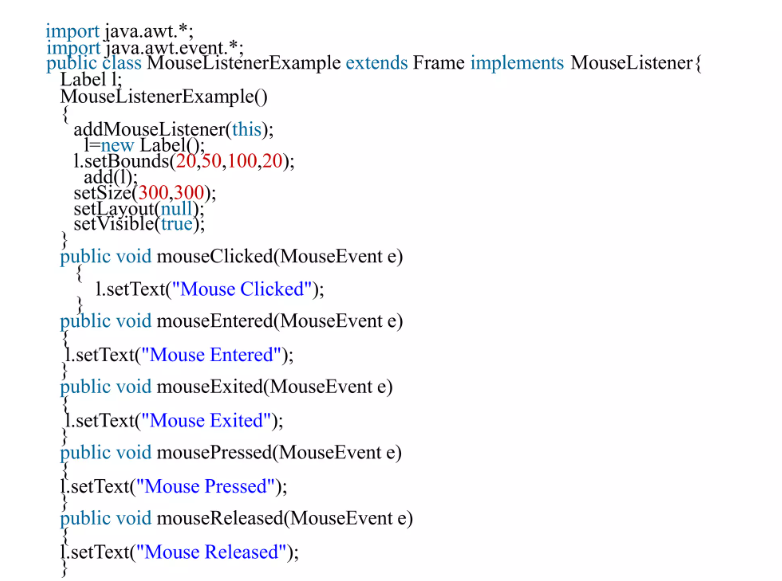 import java.awt.*;
import java.awt.event.*;
public class MouseListenerExample extends Frame implements MouseListener{
Label l;
MouseListenerExample()
{
addMouseListener(this);
l=new Label();
l.setBounds(20,50,100,20);
add(l);
setSize(300,300);
setLayout(null);
setVisible(true);
}
public void mouseClicked(MouseEvent e)
{
l.setText("Mouse Clicked");
}
public void mouseEntered(MouseEvent e)
{
l.setText("Mouse Entered");
}
public void mouseExited(MouseEvent e)
{
l.setText("Mouse Exited");
}
public void mousePressed(MouseEvent e)
{
l.setText("Mouse Pressed");
}
public void mouseReleased(MouseEvent e)
{
l.setText("Mouse Released");
}